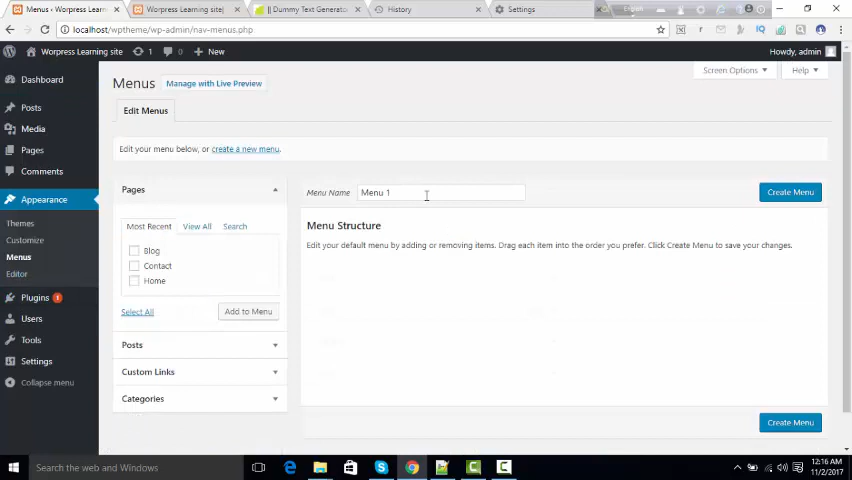 Menus ‹ Worpress Learning
Worpress Learning site|
|| Dummy Text Generator
History
Settings
English
localhost/wptheme/wp-admin/nav-menus.php
Worpress Learning site 1 0 + New Howdy, admin
Screen Options Help
Menus Manage with Live Preview
Edit Menus
Edit your menu below, or create a new menu.
Dashboard
Posts
Media
Pages
Comments
Appearance
Themes
Customize
Menus
Editor
Plugins 1
Users
Tools
Settings
Collapse menu
Pages
Most Recent View All Search
Blog
Contact
Home
Select All Add to Menu
Posts
Custom Links
Categories
Menu Name Menu 1 Create Menu
Menu Structure
Edit your default menu by adding or removing items. Drag each item into the order you prefer. Click Create Menu to save your changes.
Create Menu
Search the web and Windows
12:16 AM
11/2/2017